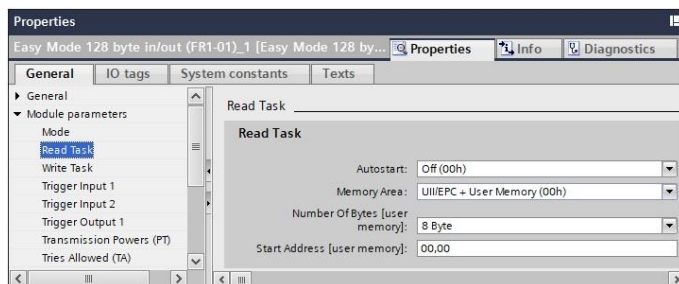 Properties
Easy Mode 128 byte in/out (FR1-01)_1 [Easy Mode 128 by...
Properties
Info
Diagnostics
General
IO tags
System constants
Texts
General
Module parameters
Mode
Read Task
Write Task
Trigger Input 1
Trigger Input 2
Trigger Output 1
Transmission Powers (PT)
Tries Allowed (TA)
Read Task
Read Task
Autostart: Off (00h)
Memory Area: UII/EPC + User Memory (00h)
Number Of Bytes [user
memory]: 8 Byte
Start Address [user memory]: 00,00